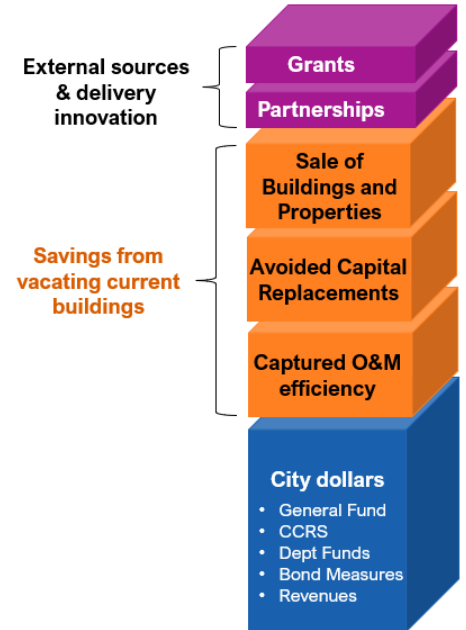 External sources
& delivery
innovation
Grants
Partnerships
Savings from
vacating current
buildings
Sale of
Buildings and
Properties
Avoided Capital
Replacements
Captured O&M
efficiency
City dollars
• General Fund
• CCRS
• Dept Funds
• Bond Measures
• Revenues